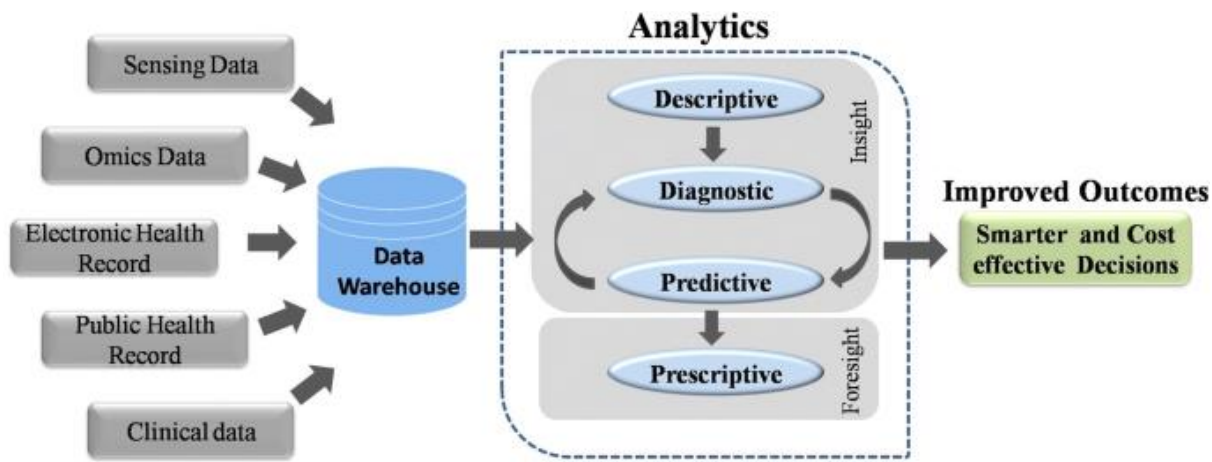 Analytics
Sensing Data
Omics Data
Electronic Health
Record
Public Health
Record
Clinical data
Data
Warehouse
Descriptive
Diagnostic
Predictive
Insight
Prescriptive
Foresight
Improved Outcomes
Smarter and Cost
effective Decisions